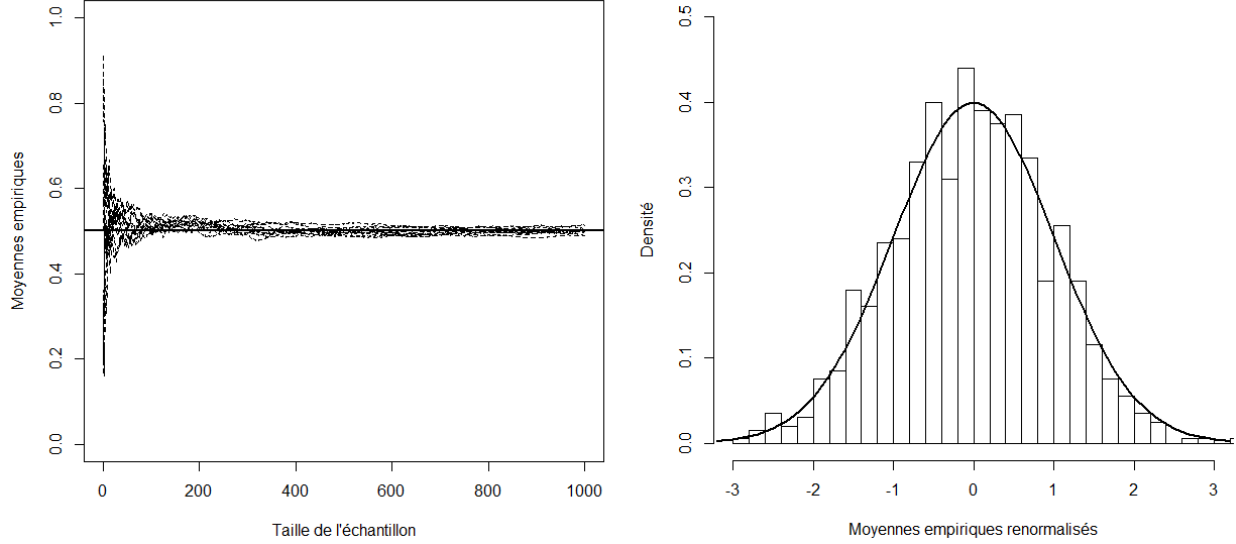 1.0
0.8
0.6
0.4
0.2
0.0
Moyennes empiriques
0 200 400 600 800 1000
Taille de l'échantillon
0.5
0.4
0.3
0.2
0.1
0.0
Densité
-3 -2 -1 0 1 2 3
Moyennes empiriques renormalisés